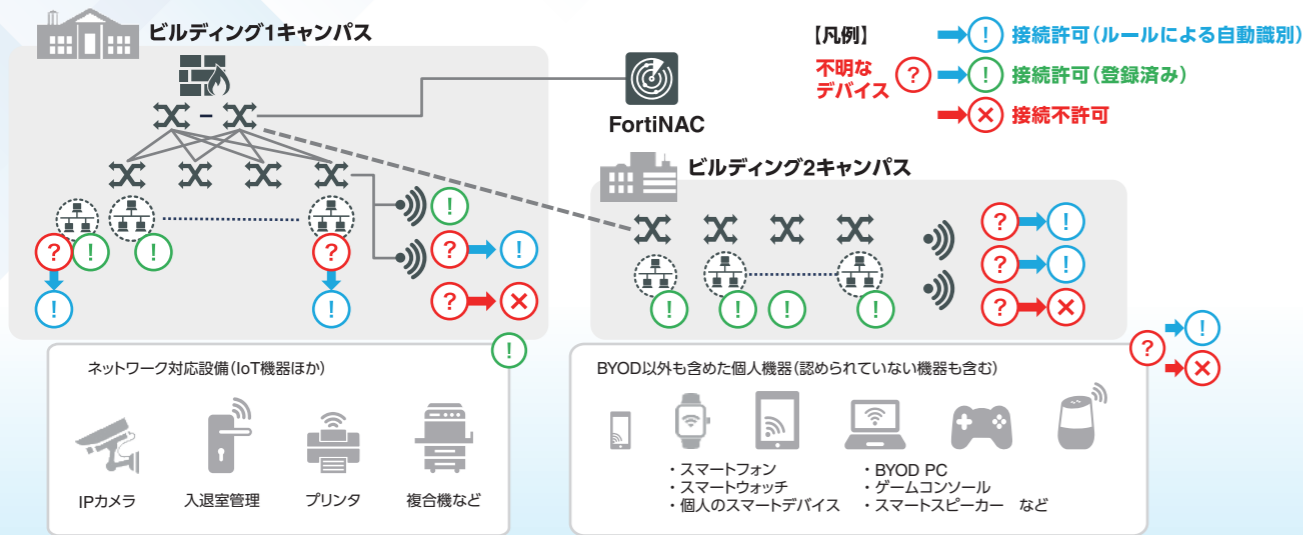 ビルディング1キャンパス
FortiNAC
【凡例】
! 接続許可(ルールによる自動識別)
不明な
デバイス
? ! 接続許可(登録済み)
× 接続不許可
ビルディング2キャンパス
!
? ! !
? ? !
! !
? ×
? !
? !
? ×
! ! ! !
!
ネットワーク対応設備(IoT機器ほか)
IPカメラ
入退室管理
プリンタ
複合機など
? !
×
BYOD以外も含めた個人機器(認められていない機器も含む)
・スマートフォン
・スマートウォッチ
・個人のスマートデバイス
・BYOD PC
・ゲームコンソール
・スマートスピーカー など